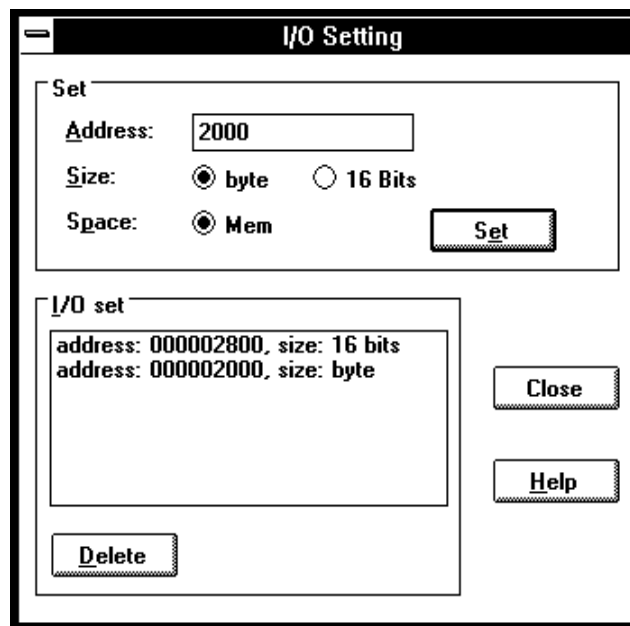 I/O Setting
Set
Address: 2000
Size: byte 16 Bits
Space: Mem
Set
I/O set
address: 000002800, size: 16 bits
address: 000002000, size: byte
Close
Help
Delete